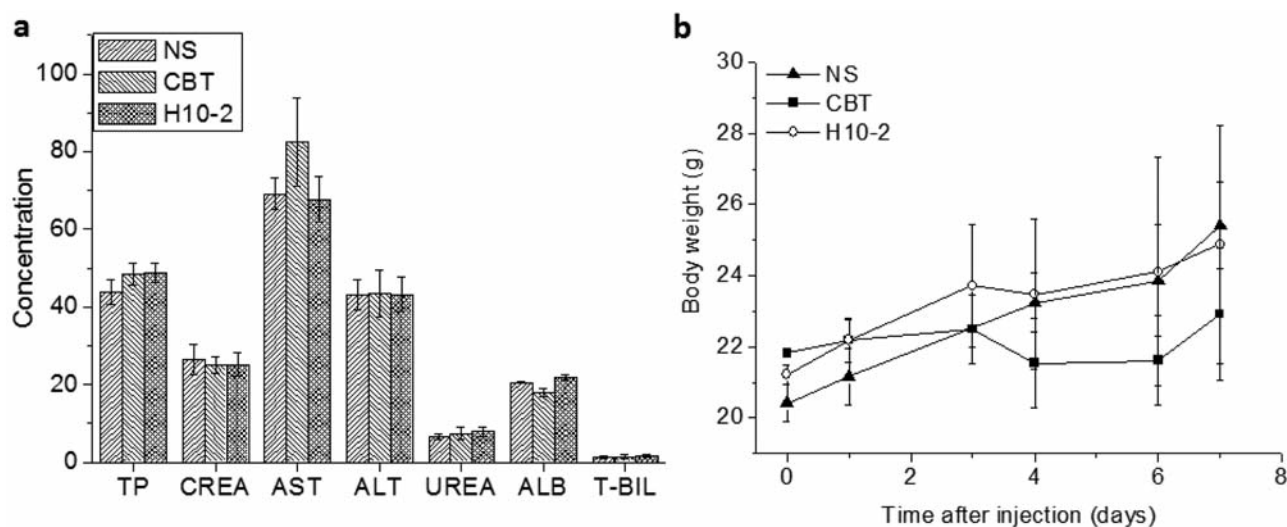 a
NS
CBT
H10-2
100
80
60
40
20
0
Concentration
TP CREA AST ALT UREA ALB T-BIL
b
NS
CBT
H10-2
30
28
26
24
22
20
Body weight (g)
0 2 4 6 8
Time after injection (days)